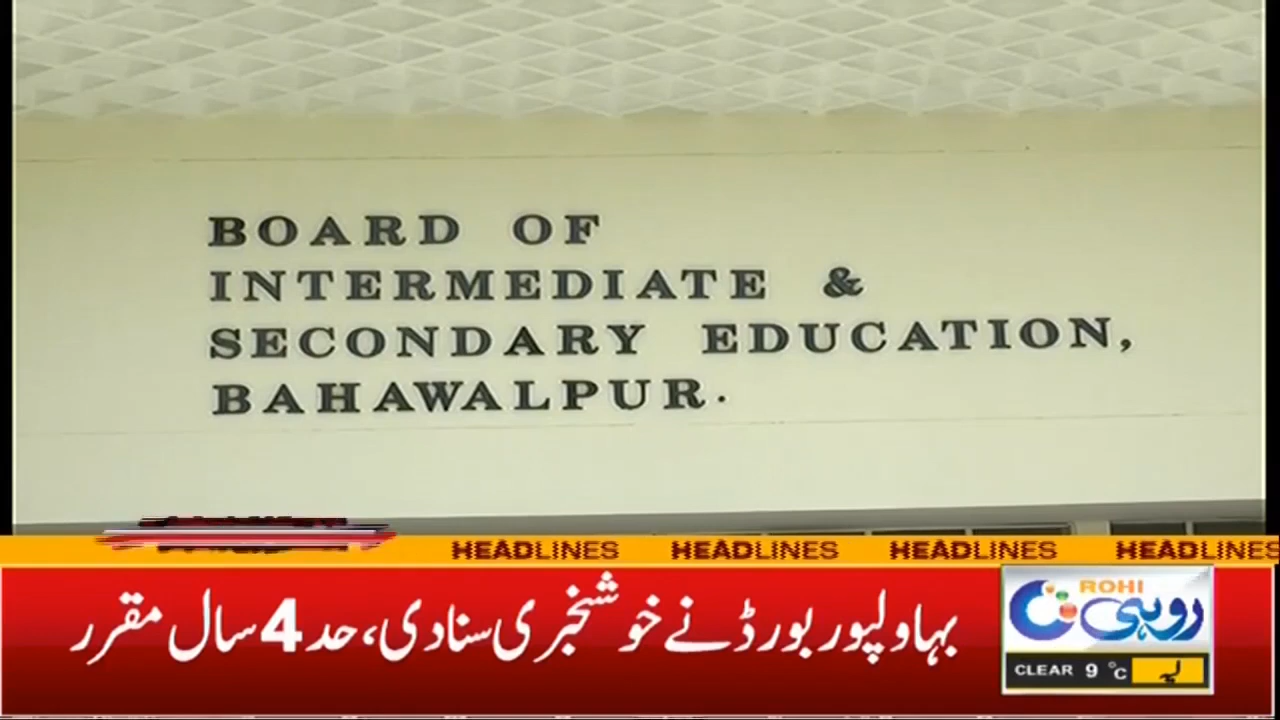 BOARD OF
INTERMEDIATE &
SECONDARY EDUCATION,
BAHAWALPUR.
HEADLINES HEADLINES HEADLINES HEADLINES
بہاولپور بورڈ نے خوشخبری سنادی، حد 4 سال مقرر
ROHI
روہی
CLEAR 9 °C لیہ